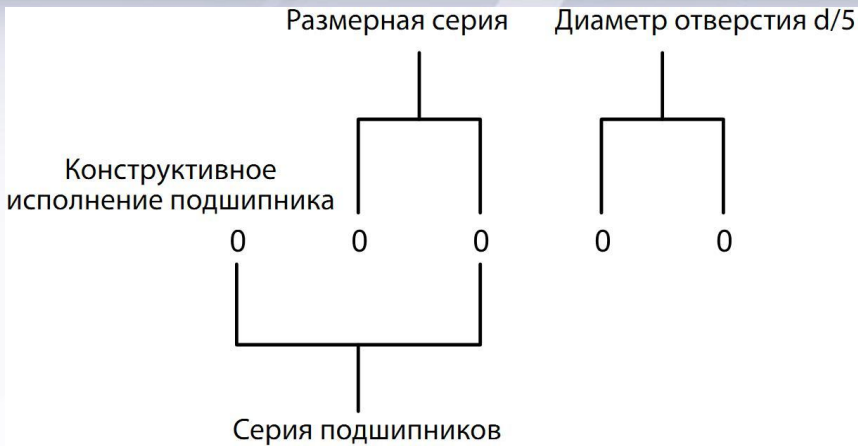 Размерная серия
Диаметр отверстия d/5
Конструктивное
исполнение подшипника
0 0 0 0 0
Серия подшипников